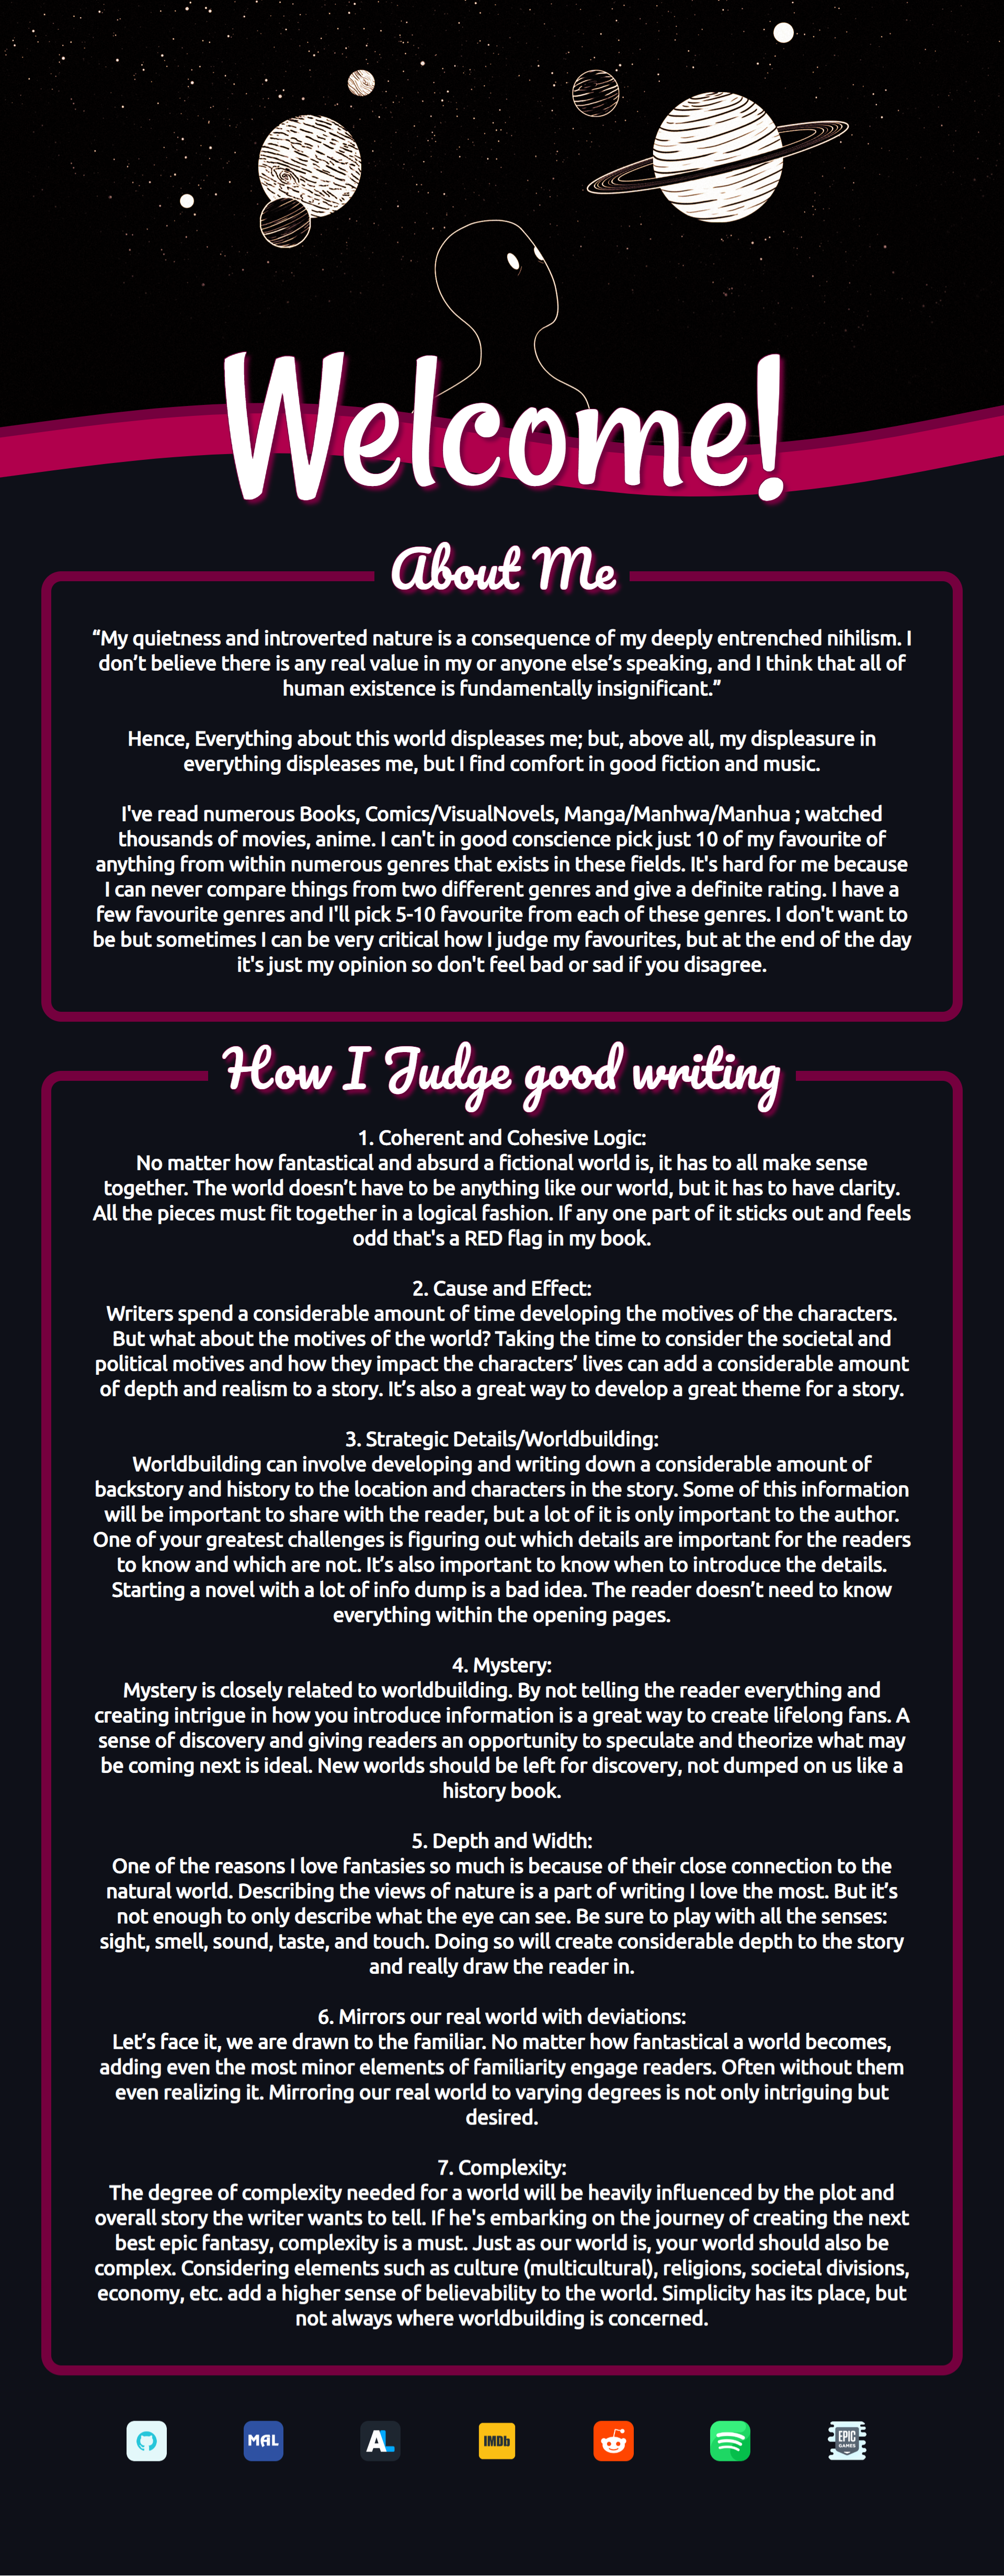 Welcome!
About Me
“My quietness and introverted nature is a consequence of my deeply entrenched nihilism. I
don’t believe there is any real value in my or anyone else’s speaking, and I think that all of
human existence is fundamentally insignificant.”
Hence, Everything about this world displeases me; but, above all, my displeasure in
everything displeases me, but I find comfort in good fiction and music.
I've read numerous Books, Comics/VisualNovels, Manga/Manhwa/Manhua ; watched
thousands of movies, anime. I can't in good conscience pick just 10 of my favourite of
anything from within numerous genres that exists in these fields. It's hard for me because
I can never compare things from two different genres and give a definite rating. I have a
few favourite genres and I'll pick 5-10 favourite from each of these genres. I don't want to
be but sometimes I can be very critical how I judge my favourites, but at the end of the day
it's just my opinion so don't feel bad or sad if you disagree.
How I Judge good writing
1. Coherent and Cohesive Logic:
No matter how fantastical and absurd a fictional world is, it has to all make sense
together. The world doesn’t have to be anything like our world, but it has to have clarity.
All the pieces must fit together in a logical fashion. If any one part of it sticks out and feels
odd that's a RED flag in my book.
2. Cause and Effect:
Writers spend a considerable amount of time developing the motives of the characters.
But what about the motives of the world? Taking the time to consider the societal and
political motives and how they impact the characters’ lives can add a considerable amount
of depth and realism to a story. It’s also a great way to develop a great theme for a story.
3. Strategic Details/Worldbuilding:
Worldbuilding can involve developing and writing down a considerable amount of
backstory and history to the location and characters in the story. Some of this information
will be important to share with the reader, but a lot of it is only important to the author.
One of your greatest challenges is figuring out which details are important for the readers
to know and which are not. It’s also important to know when to introduce the details.
Starting a novel with a lot of info dump is a bad idea. The reader doesn’t need to know
everything within the opening pages.
4. Mystery:
Mystery is closely related to worldbuilding. By not telling the reader everything and
creating intrigue in how you introduce information is a great way to create lifelong fans. A
sense of discovery and giving readers an opportunity to speculate and theorize what may
be coming next is ideal. New worlds should be left for discovery, not dumped on us like a
history book.
5. Depth and Width:
One of the reasons I love fantasies so much is because of their close connection to the
natural world. Describing the views of nature is a part of writing I love the most. But it’s
not enough to only describe what the eye can see. Be sure to play with all the senses:
sight, smell, sound, taste, and touch. Doing so will create considerable depth to the story
and really draw the reader in.
6. Mirrors our real world with deviations:
Let’s face it, we are drawn to the familiar. No matter how fantastical a world becomes,
adding even the most minor elements of familiarity engage readers. Often without them
even realizing it. Mirroring our real world to varying degrees is not only intriguing but
desired.
7. Complexity:
The degree of complexity needed for a world will be heavily influenced by the plot and
overall story the writer wants to tell. If he's embarking on the journey of creating the next
best epic fantasy, complexity is a must. Just as our world is, your world should also be
complex. Considering elements such as culture (multicultural), religions, societal divisions,
economy, etc. add a higher sense of believability to the world. Simplicity has its place, but
not always where worldbuilding is concerned.
MAL AL IMDb EPIC GAMES